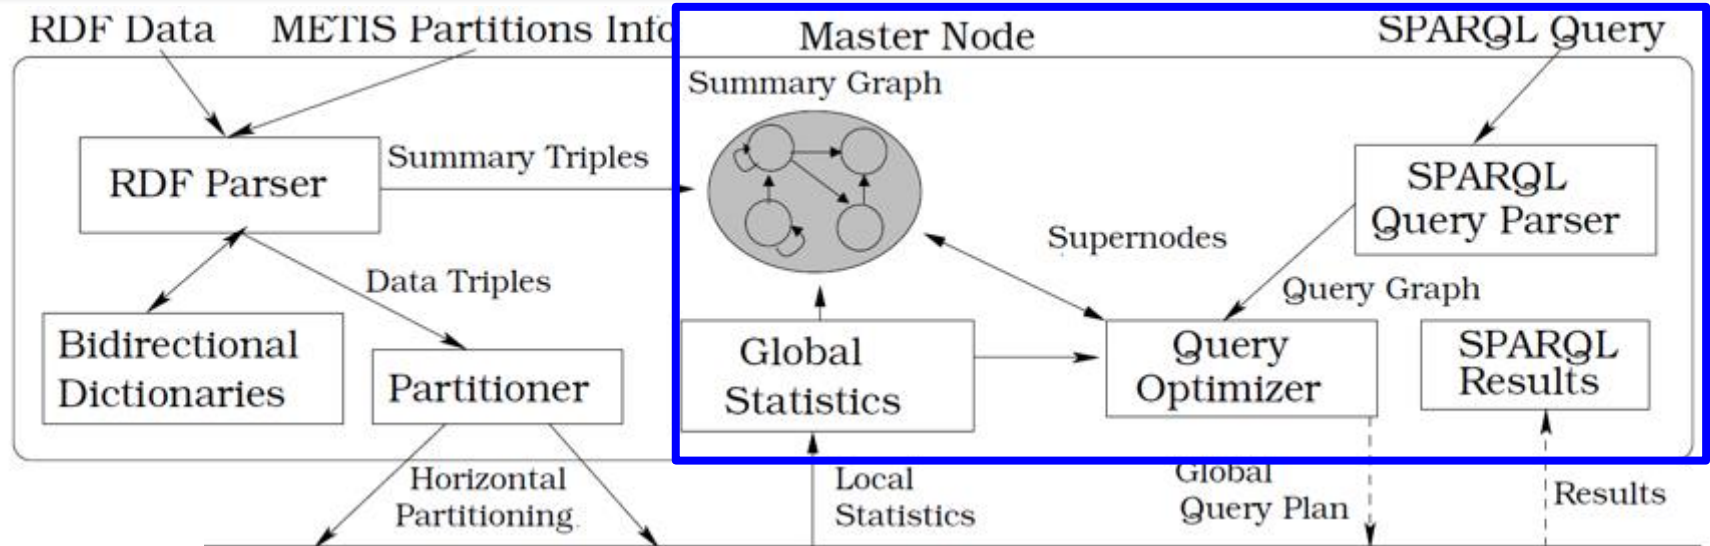 RDF Data
METIS Partitions Info
Master Node
SPARQL Query
Summary Graph
RDF Parser
Summary Triples
SPARQL
Query Parser
Supernodes
Data Triples
Query Graph
Bidirectional
Dictionaries
Partitioner
Global
Statistics
Query
Optimizer
SPARQL
Results
Horizontal
Partitioning
Local
Statistics
Global
Query Plan
Results